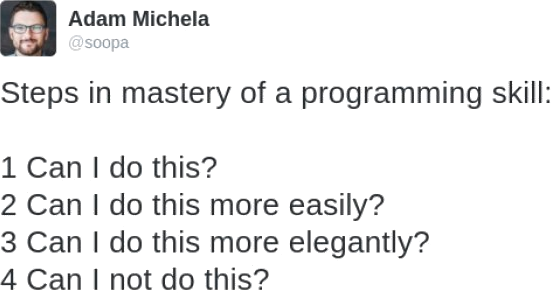 Adam Michela
@soopa
Steps in mastery of a programming skill:
1 Can I do this?
2 Can I do this more easily?
3 Can I do this more elegantly?
4 Can I not do this?